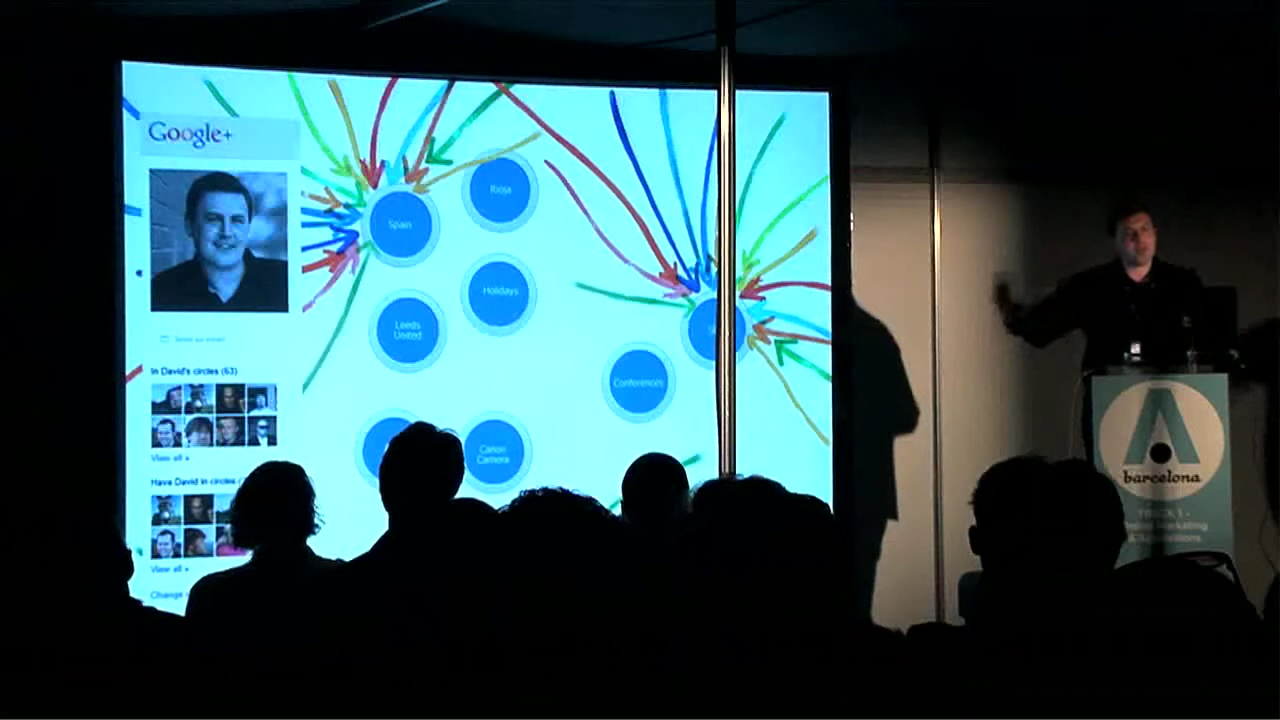 Google+
Rioja
Spain
Holidays
Leeds
United
Conferences
Canon
Camera
In David's circles (63)
View all »
Have David in circles (
View all »
Change
A
barcelona
TRACK 1 -